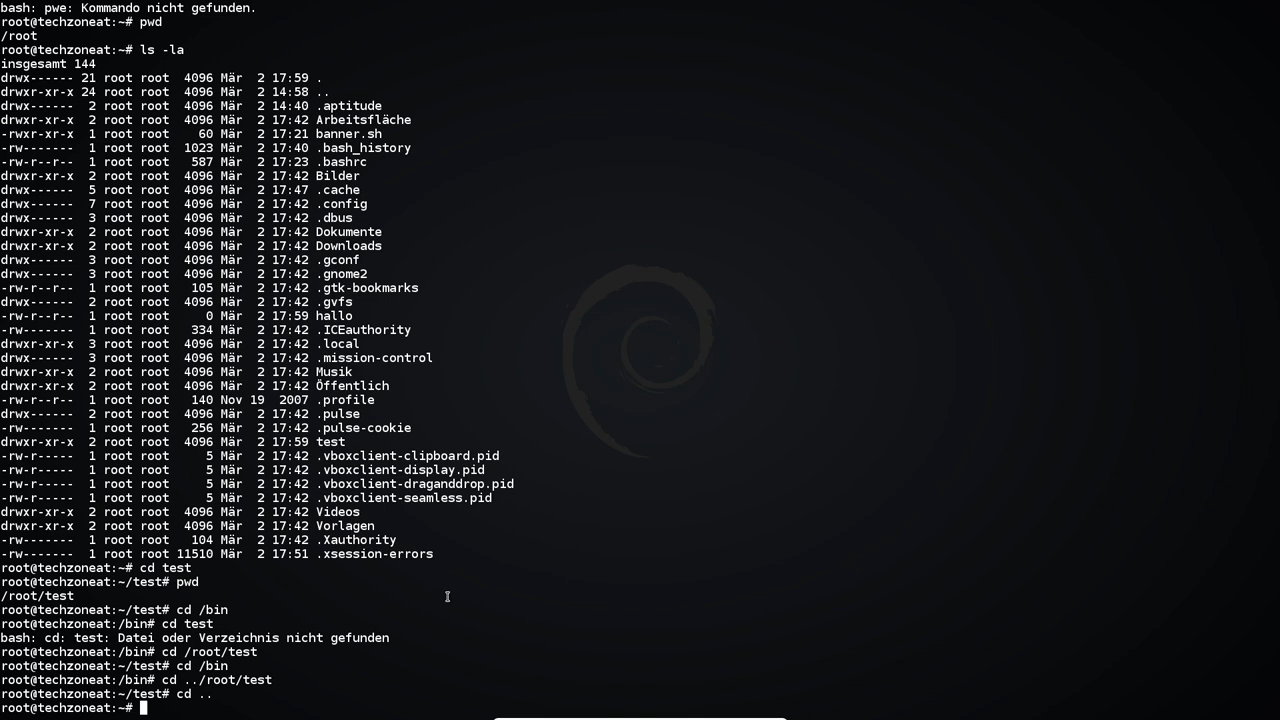 bash: pwe: Kommando nicht gefunden.
root@techzoneat:~# pwd
/root
root@techzoneat:~# ls -la
insgesamt 144
drwx------ 21 root root  4096 Mär  2 17:59 .
drwxr-xr-x 24 root root  4096 Mär  2 14:58 ..
drwx------  2 root root  4096 Mär  2 14:40 .aptitude
drwxr-xr-x  2 root root  4096 Mär  2 17:42 Arbeitsfläche
-rwxr-xr-x  1 root root    60 Mär  2 17:21 banner.sh
-rw-------  1 root root  1023 Mär  2 17:40 .bash_history
-rw-r--r--  1 root root   587 Mär  2 17:23 .bashrc
drwxr-xr-x  2 root root  4096 Mär  2 17:42 Bilder
drwx------  5 root root  4096 Mär  2 17:47 .cache
drwx------  7 root root  4096 Mär  2 17:42 .config
drwx------  3 root root  4096 Mär  2 17:42 .dbus
drwxr-xr-x  2 root root  4096 Mär  2 17:42 Dokumente
drwxr-xr-x  2 root root  4096 Mär  2 17:42 Downloads
drwx------  3 root root  4096 Mär  2 17:42 .gconf
drwx------  3 root root  4096 Mär  2 17:42 .gnome2
-rw-r--r--  1 root root   105 Mär  2 17:42 .gtk-bookmarks
drwx------  2 root root  4096 Mär  2 17:42 .gvfs
-rw-r--r--  1 root root     0 Mär  2 17:59 hallo
-rw-------  1 root root   334 Mär  2 17:42 .ICEauthority
drwxr-xr-x  3 root root  4096 Mär  2 17:42 .local
drwx------  3 root root  4096 Mär  2 17:42 .mission-control
drwxr-xr-x  2 root root  4096 Mär  2 17:42 Musik
drwxr-xr-x  2 root root  4096 Mär  2 17:42 Öffentlich
-rw-r--r--  1 root root   140 Nov 19  2007 .profile
drwx------  2 root root  4096 Mär  2 17:42 .pulse
-rw-------  1 root root   256 Mär  2 17:42 .pulse-cookie
drwxr-xr-x  2 root root  4096 Mär  2 17:59 test
-rw-r-----  1 root root     5 Mär  2 17:42 .vboxclient-clipboard.pid
-rw-r-----  1 root root     5 Mär  2 17:42 .vboxclient-display.pid
-rw-r-----  1 root root     5 Mär  2 17:42 .vboxclient-draganddrop.pid
-rw-r-----  1 root root     5 Mär  2 17:42 .vboxclient-seamless.pid
drwxr-xr-x  2 root root  4096 Mär  2 17:42 Videos
drwxr-xr-x  2 root root  4096 Mär  2 17:42 Vorlagen
-rw-------  1 root root   104 Mär  2 17:42 .Xauthority
-rw-------  1 root root 11510 Mär  2 17:51 .xsession-errors
root@techzoneat:~# cd test
root@techzoneat:~/test# pwd
/root/test
root@techzoneat:~/test# cd /bin
root@techzoneat:/bin# cd test
bash: cd: test: Datei oder Verzeichnis nicht gefunden
root@techzoneat:/bin# cd /root/test
root@techzoneat:~/test# cd /bin
root@techzoneat:/bin# cd ../root/test
root@techzoneat:~/test# cd ..
root@techzoneat:~#